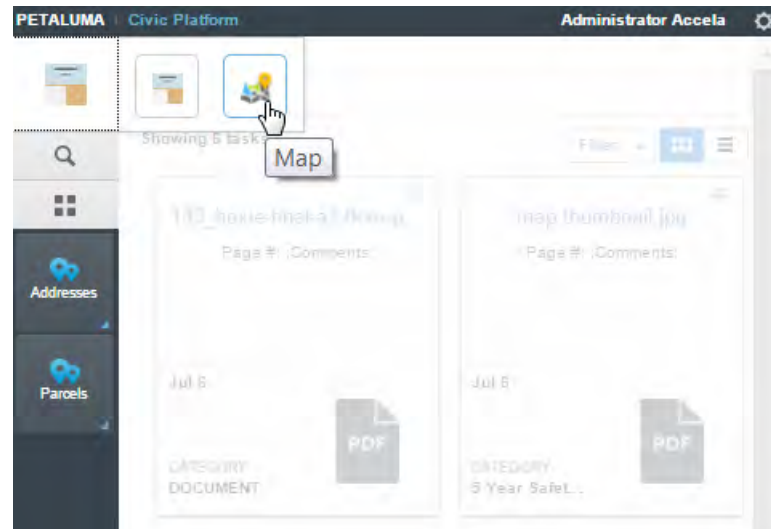 PETALUMA Civic Platform Administrator Accela
Showing 5 tasks
Filter
Map
map thumbnail.jpg
Page #: ,Comments:
Page #: ,Comments:
Addresses
Parcels
Jul 6
Jul 6
PDF
PDF
CATEGORY
DOCUMENT
CATEGORY
5 Year Safet...